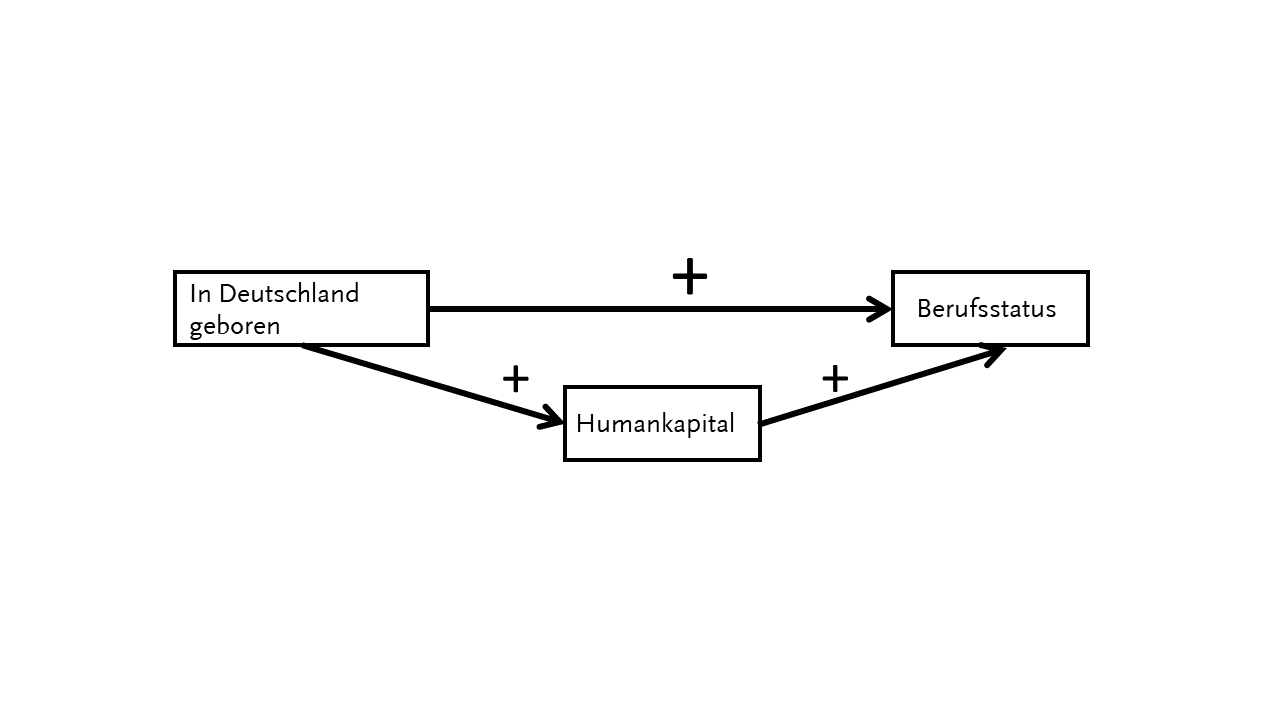 +
In Deutschland
geboren
Berufsstatus
+
+
Humankapital